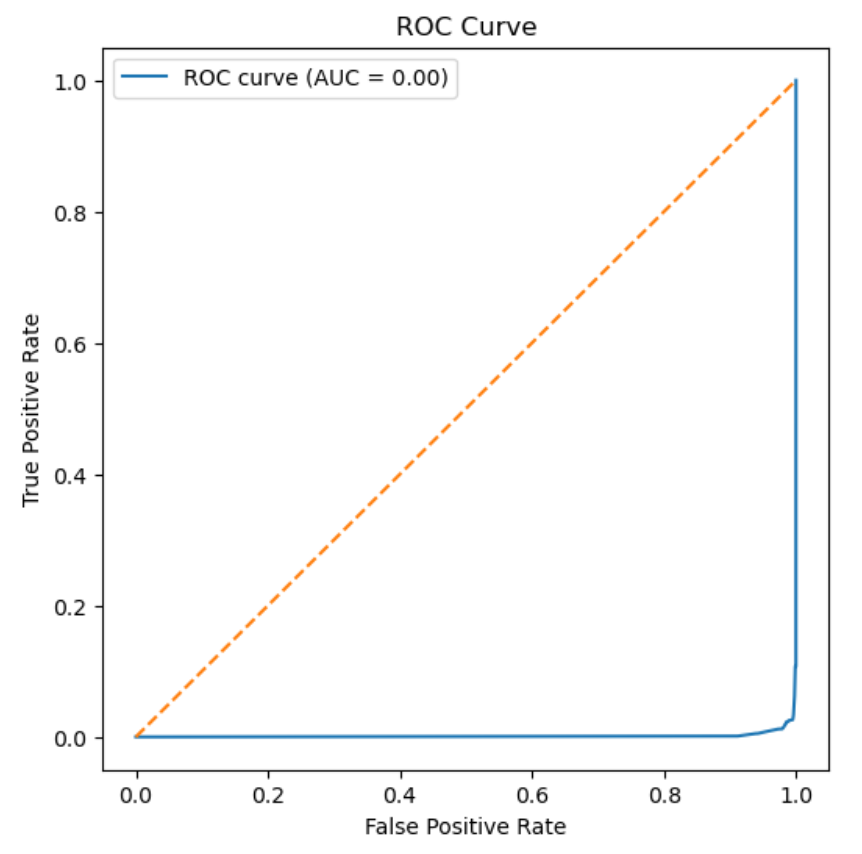 ROC Curve
ROC curve (AUC = 0.00)
True Positive Rate
1.0
0.8
0.6
0.4
0.2
0.0
0.0 0.2 0.4 0.6 0.8 1.0
False Positive Rate